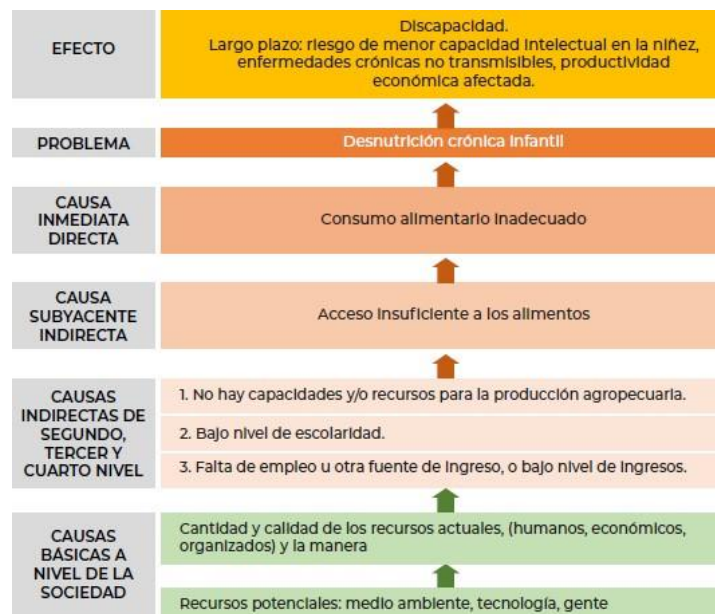 EFECTO
Discapacidad.
Largo plazo: riesgo de menor capacidad intelectual en la niñez,
enfermedades crónicas no transmisibles, productividad
económica afectada.
PROBLEMA
Desnutrición crónica infantil
CAUSA
INMEDIATA
DIRECTA
Consumo alimentario inadecuado
CAUSA
SUBYACENTE
INDIRECTA
Acceso insuficiente a los alimentos
CAUSAS
INDIRECTAS DE
SEGUNDO,
TERCER Y
CUARTO NIVEL
1. No hay capacidades y/o recursos para la producción agropecuaria.
2. Bajo nivel de escolaridad.
3. Falta de empleo u otra fuente de ingreso, o bajo nivel de ingresos.
CAUSAS
BÁSICAS A
NIVEL DE LA
SOCIEDAD
Cantidad y calidad de los recursos actuales, (humanos, económicos,
organizados) y la manera
Recursos potenciales: medio ambiente, tecnología, gente